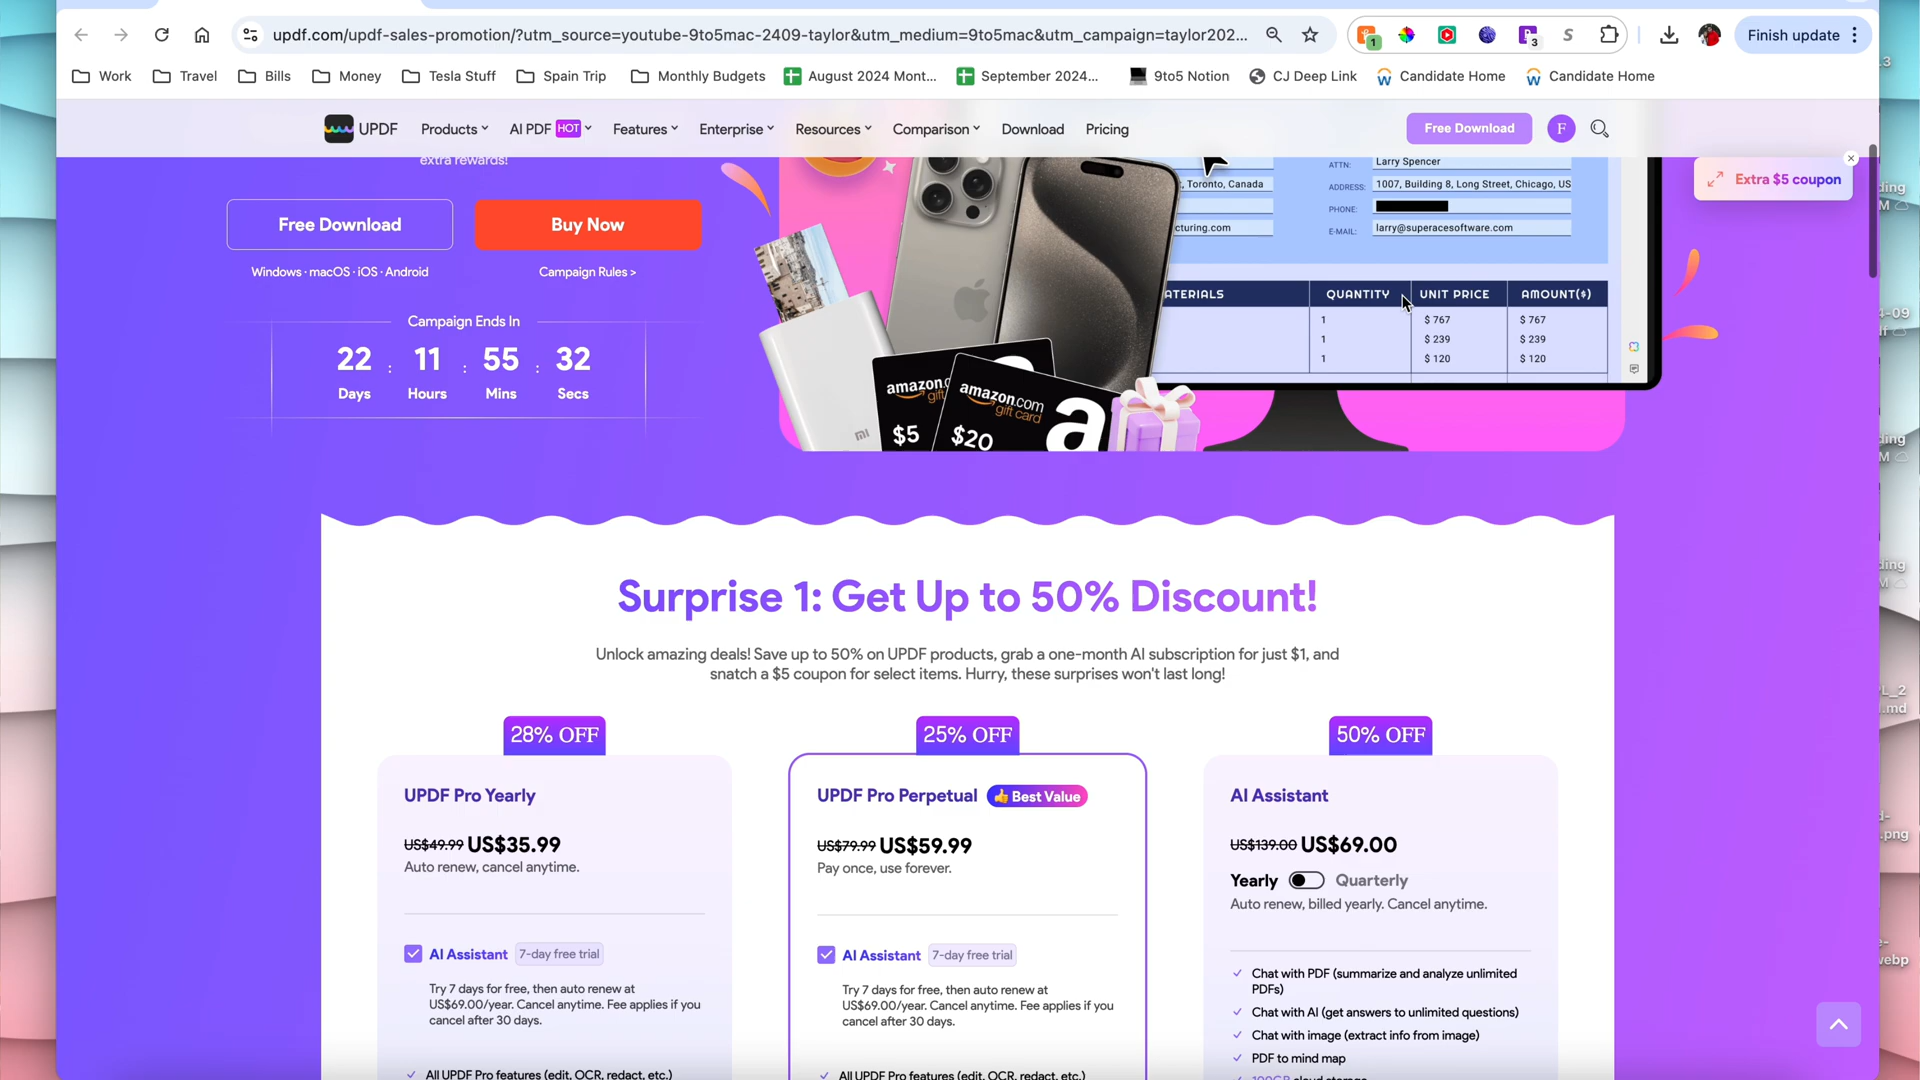 updf.com/updf-sales-promotion/?utm_source=youtube-9to5mac-2409-taylor&utm_medium=9to5mac&utm_campaign=taylor202...
1
3
S
Finish update
Work
Travel
Bills
Money
Tesla Stuff
Spain Trip
Monthly Budgets
August 2024 Mont...
September 2024...
9to5 Notion
CJ Deep Link
Candidate Home
Candidate Home
UPDF
Products
AI PDF HOT
Features
Enterprise
Resources
Comparison
Download
Pricing
Free Download
F
extra rewards!
Free Download
Buy Now
Windows · macOS · iOS · Android
Campaign Rules >
Campaign Ends In
22 : 11 : 55 : 32
Days Hours Mins Secs
, Toronto, Canada
cturing.com
ATTN: Larry Spencer
ADDRESS: 1007, Building 8, Long Street, Chicago, US
PHONE:
E-MAIL: larry@superacesoftware.com
ATERIALS QUANTITY UNIT PRICE AMOUNT($)
1 $ 767 $ 767
1 $ 239 $ 239
1 $ 120 $ 120
mi
amazon.c
gift
$5
amazon.com
gift card
$20
a
Extra $5 coupon
Surprise 1: Get Up to 50% Discount!
Unlock amazing deals! Save up to 50% on UPDF products, grab a one-month AI subscription for just $1, and
snatch a $5 coupon for select items. Hurry, these surprises won't last long!
28% OFF
UPDF Pro Yearly
US$49.99 US$35.99
Auto renew, cancel anytime.
AI Assistant 7-day free trial
Try 7 days for free, then auto renew at
US$69.00/year. Cancel anytime. Fee applies if you
cancel after 30 days.
All UPDF Pro features (edit, OCR, redact, etc.)
25% OFF
UPDF Pro Perpetual 👍 Best Value
US$79.99 US$59.99
Pay once, use forever.
AI Assistant 7-day free trial
Try 7 days for free, then auto renew at
US$69.00/year. Cancel anytime. Fee applies if you
cancel after 30 days.
All UPDF Pro features (edit, OCR, redact, etc.)
50% OFF
AI Assistant
US$139.00 US$69.00
Yearly Quarterly
Auto renew, billed yearly. Cancel anytime.
Chat with PDF (summarize and analyze unlimited
PDFs)
Chat with AI (get answers to unlimited questions)
Chat with image (extract info from image)
PDF to mind map
100GB cloud storage